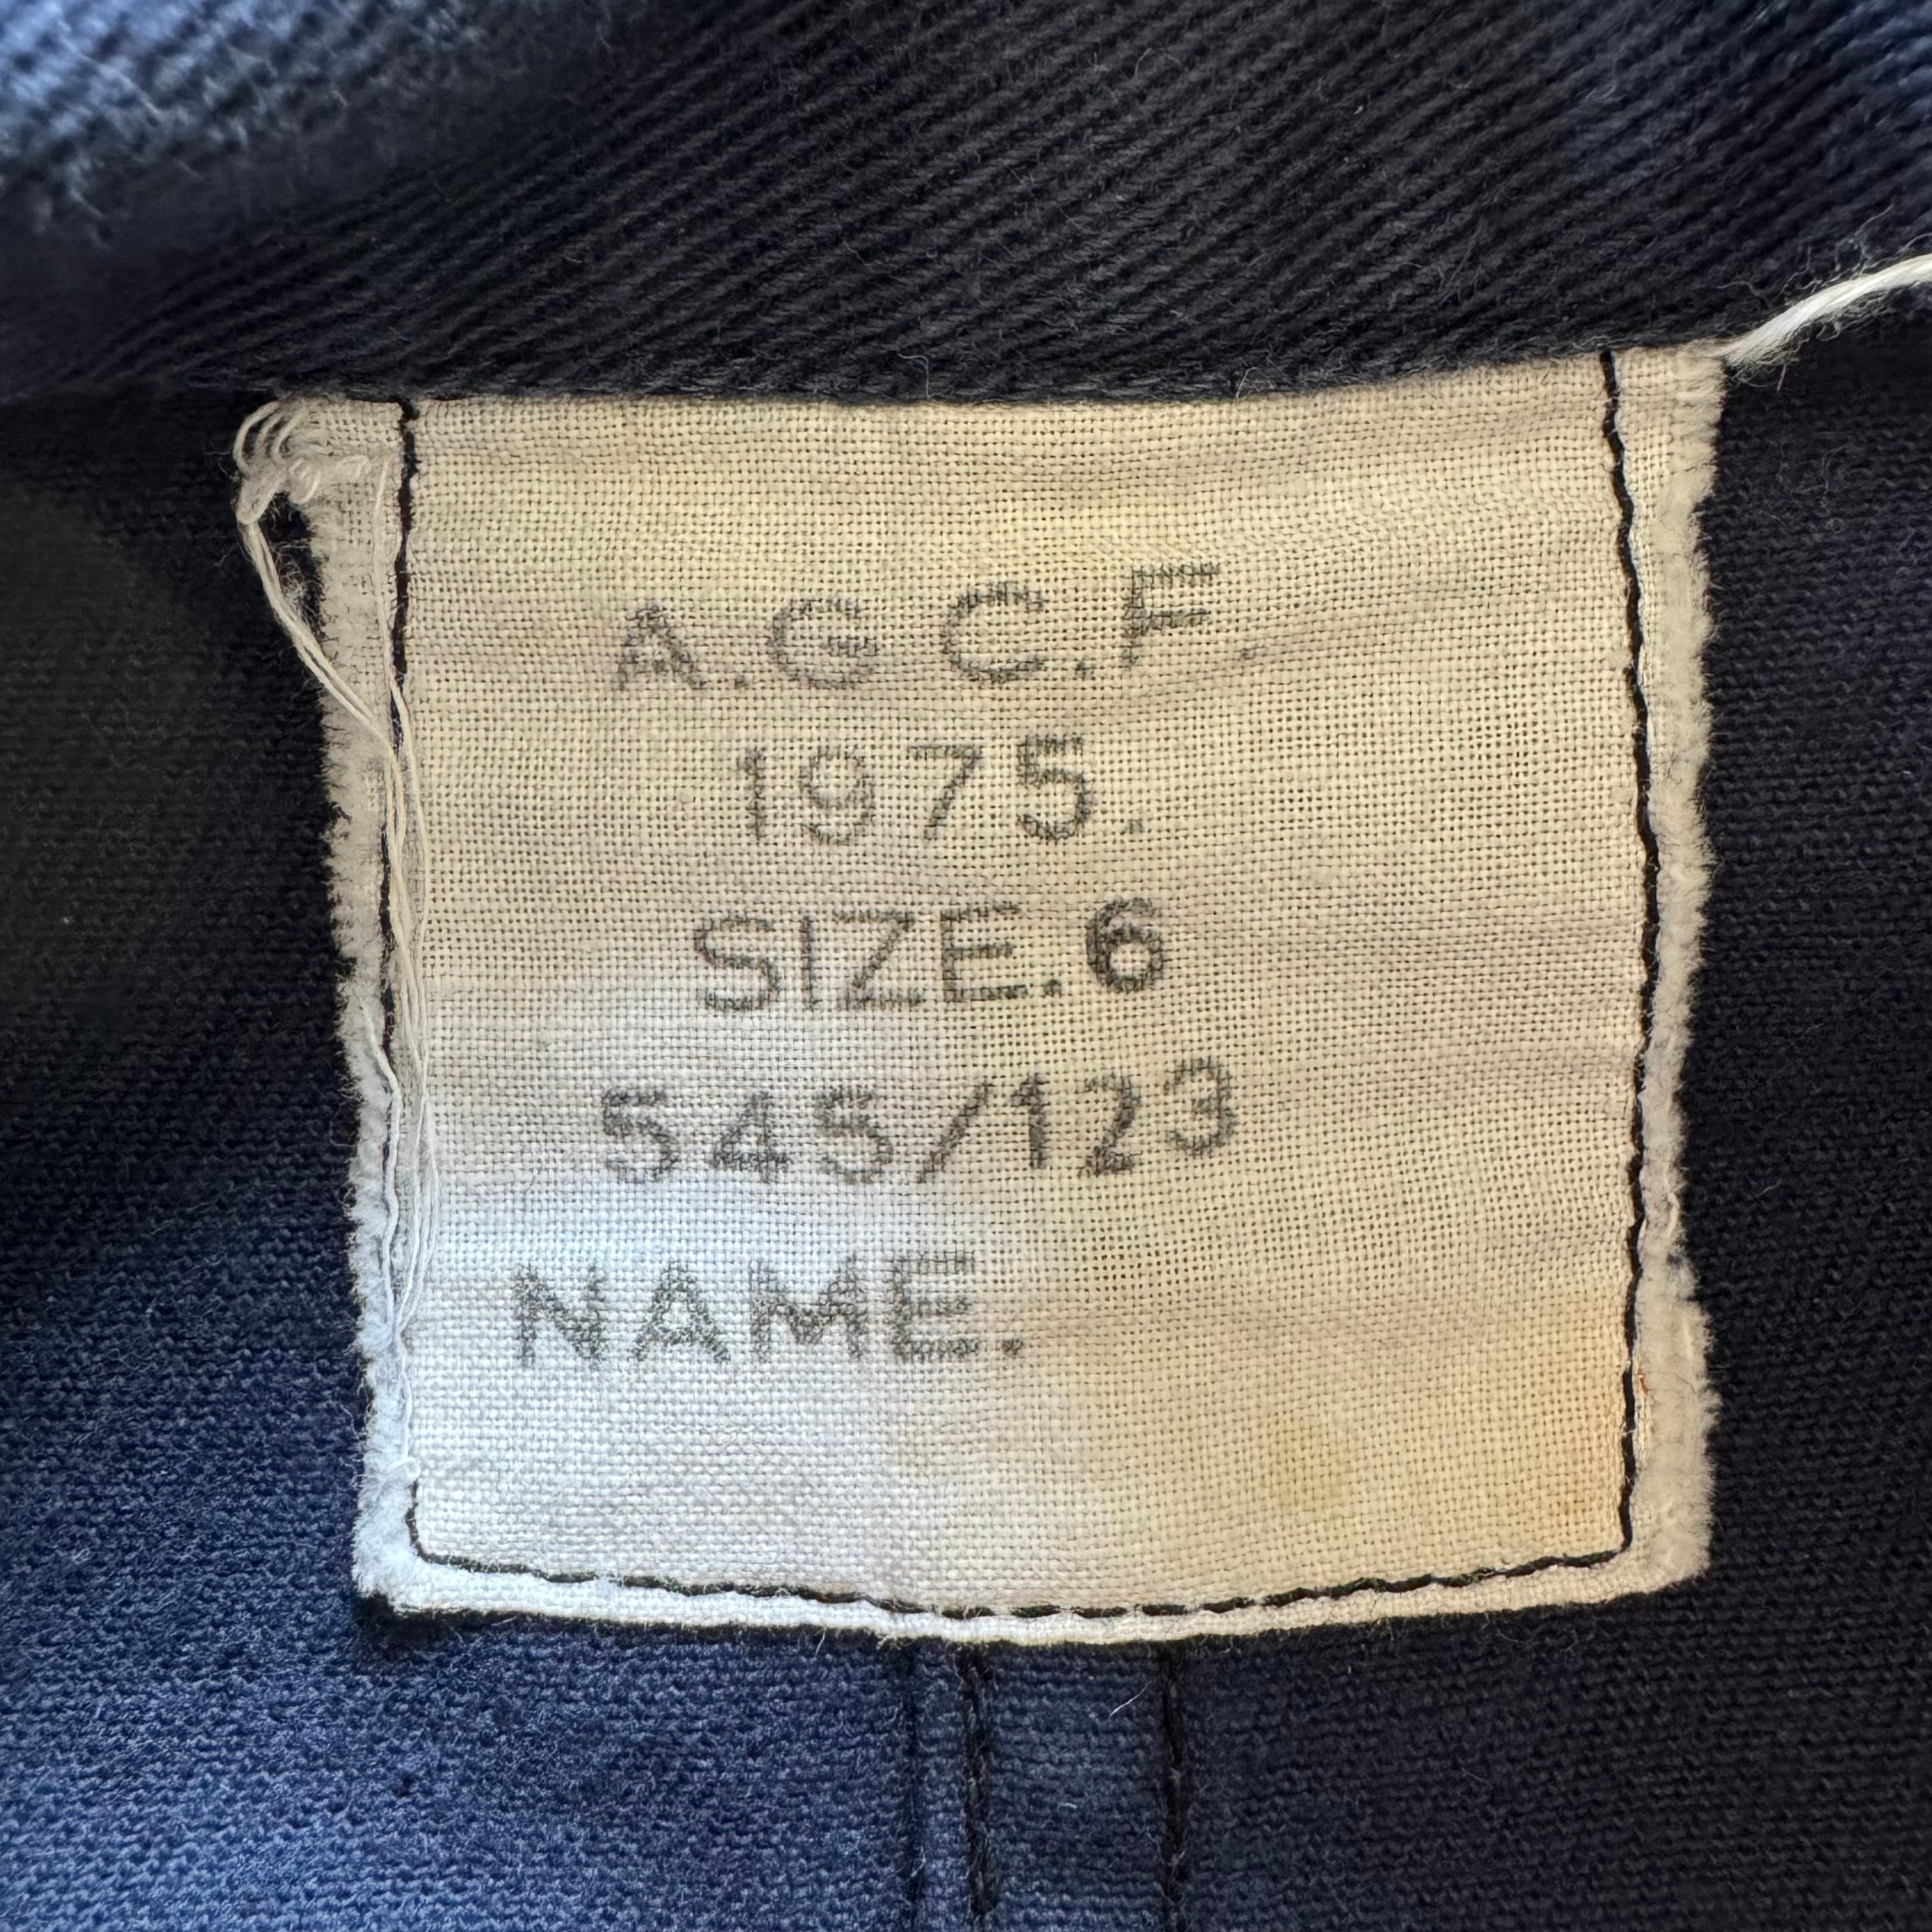 A.G C.F.
1975.
SIZE.6
545/123
NAME.